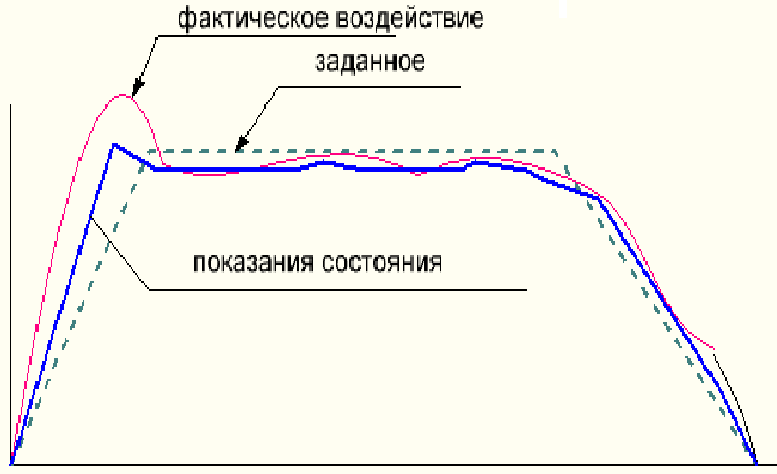 фактическое воздействие
заданное
показания состояния